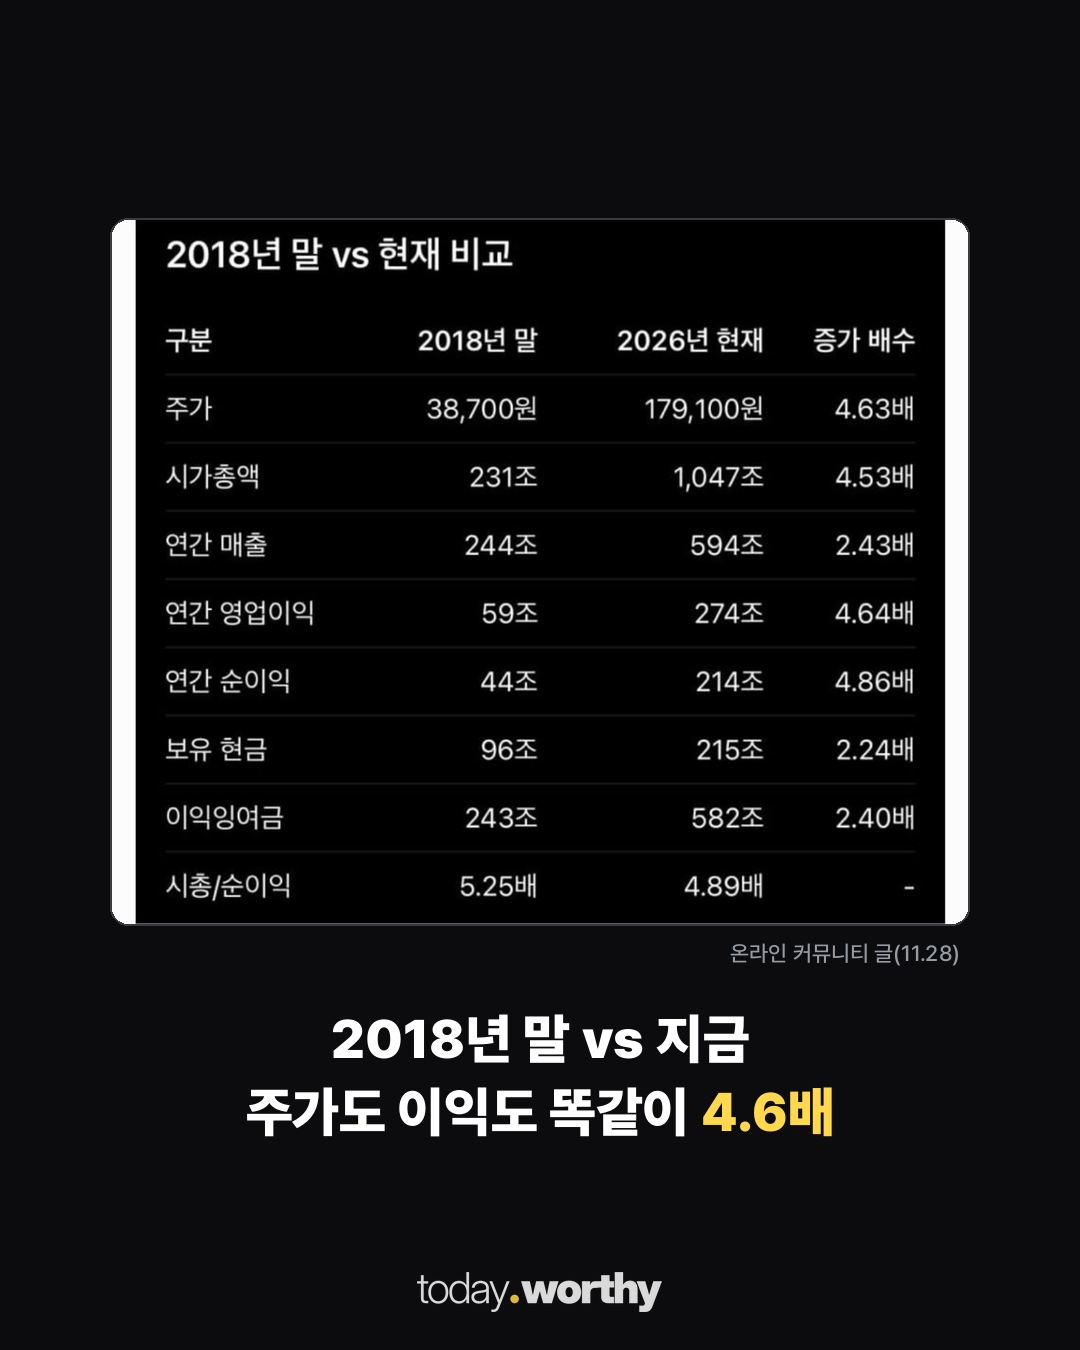 2018년 말 vs 현재 비교
구분 2018년 말 2026년 현재 증가 배수
주가 38,700원 179,100원 4.63배
시가총액 231조 1,047조 4.53배
연간 매출 244조 594조 2.43배
연간 영업이익 59조 274조 4.64배
연간 순이익 44조 214조 4.86배
보유 현금 96조 215조 2.24배
이익잉여금 243조 582조 2.40배
시총/순이익 5.25배 4.89배 -
온라인 커뮤니티 글(11.28)
2018년 말 vs 지금
주가도 이익도 똑같이 4.6배
today.worthy